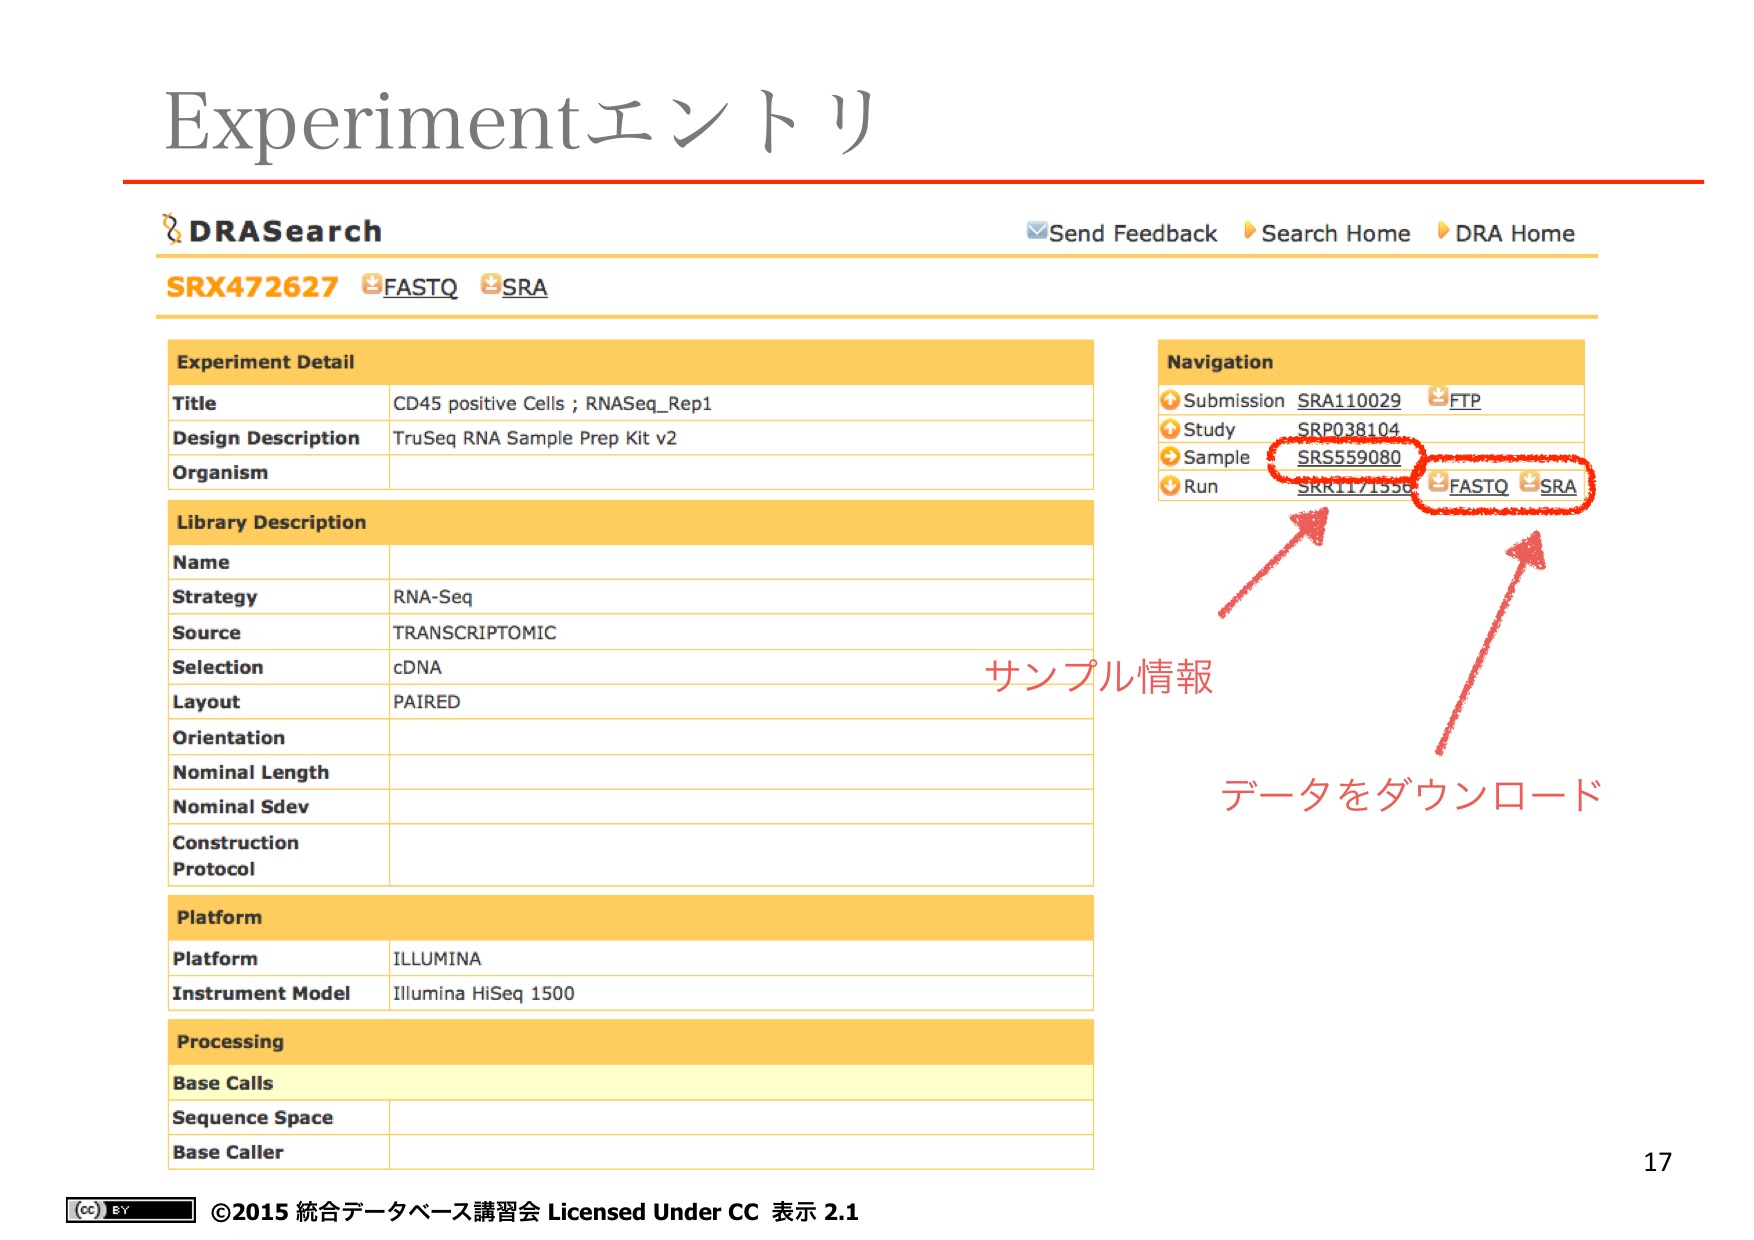 Experimentエントリ
DRASearch
Send Feedback Search Home DRA Home
SRX472627 FASTQ SRA
Experiment Detail
Title CD45 positive Cells ; RNASeq_Rep1
Design Description TruSeq RNA Sample Prep Kit v2
Organism
Library Description
Name
Strategy RNA-Seq
Source TRANSCRIPTOMIC
Selection cDNA
Layout PAIRED
Orientation
Nominal Length
Nominal Sdev
Construction
Protocol
Platform
Platform ILLUMINA
Instrument Model Illumina HiSeq 1500
Processing
Base Calls
Sequence Space
Base Caller
Navigation
Submission SRA110029 FTP
Study SRP038104
Sample SRS559080
Run SRR1171556 FASTQ SRA
サンプル情報
データをダウンロード
17
(cc) BY ©2015 統合データベース講習会 Licensed Under CC 表示 2.1